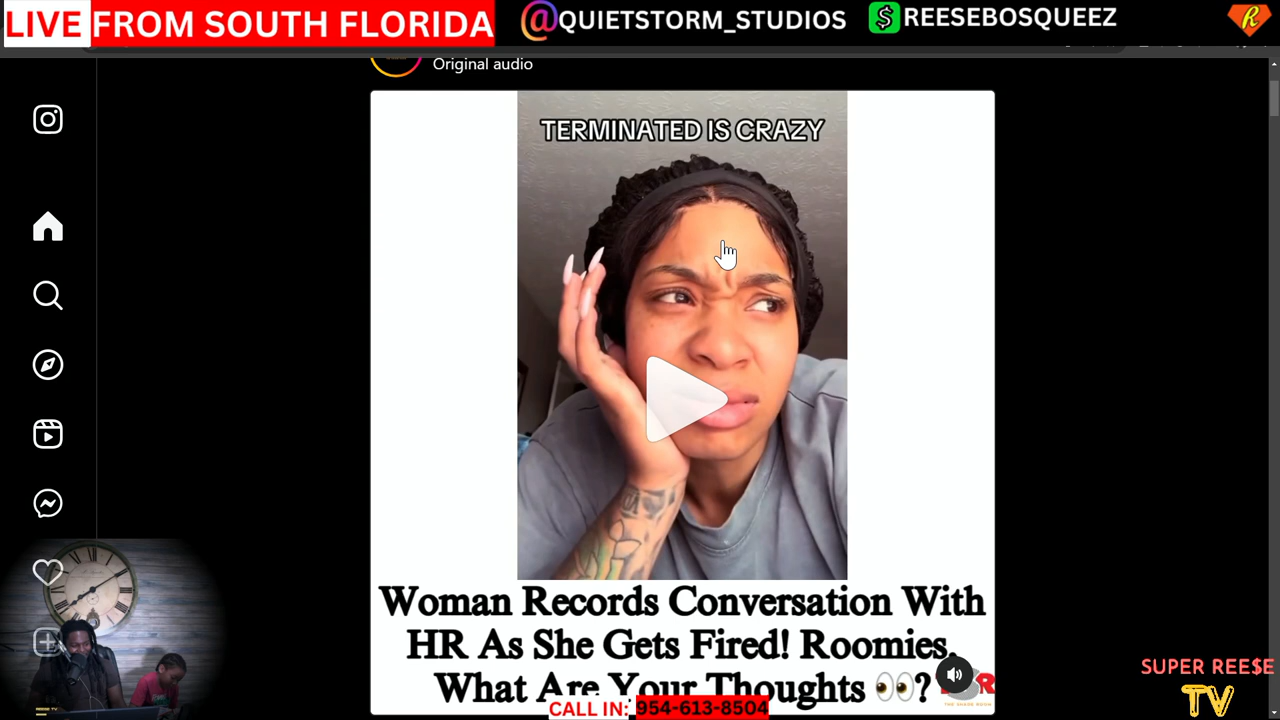 LIVE FROM SOUTH FLORIDA
@QUIETSTORM_STUDIOS
$ REESEBOSQUEEZ
R
Original audio
TERMINATED IS CRAZY
Woman Records Conversation With
HR As She Gets Fired! Roomies,
What Are Your Thoughts 👀?
CALL IN: 954-613-8504
SUPER REE$E
TV